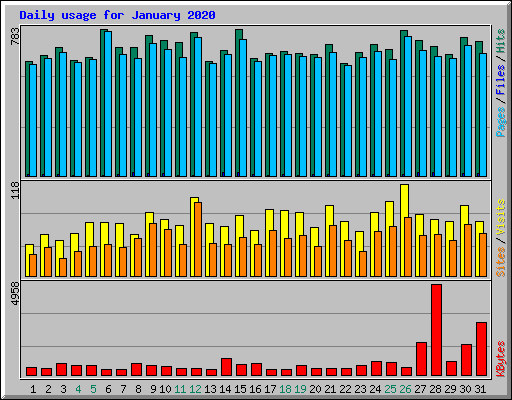 Daily usage for January 2020
783
Pages / Files / Hits
118
Sites / Visits
4958
KBytes
1 2 3 4 5 6 7 8 9 10 11 12 13 14 15 16 17 18 19 20 21 22 23 24 25 26 27 28 29 30 31